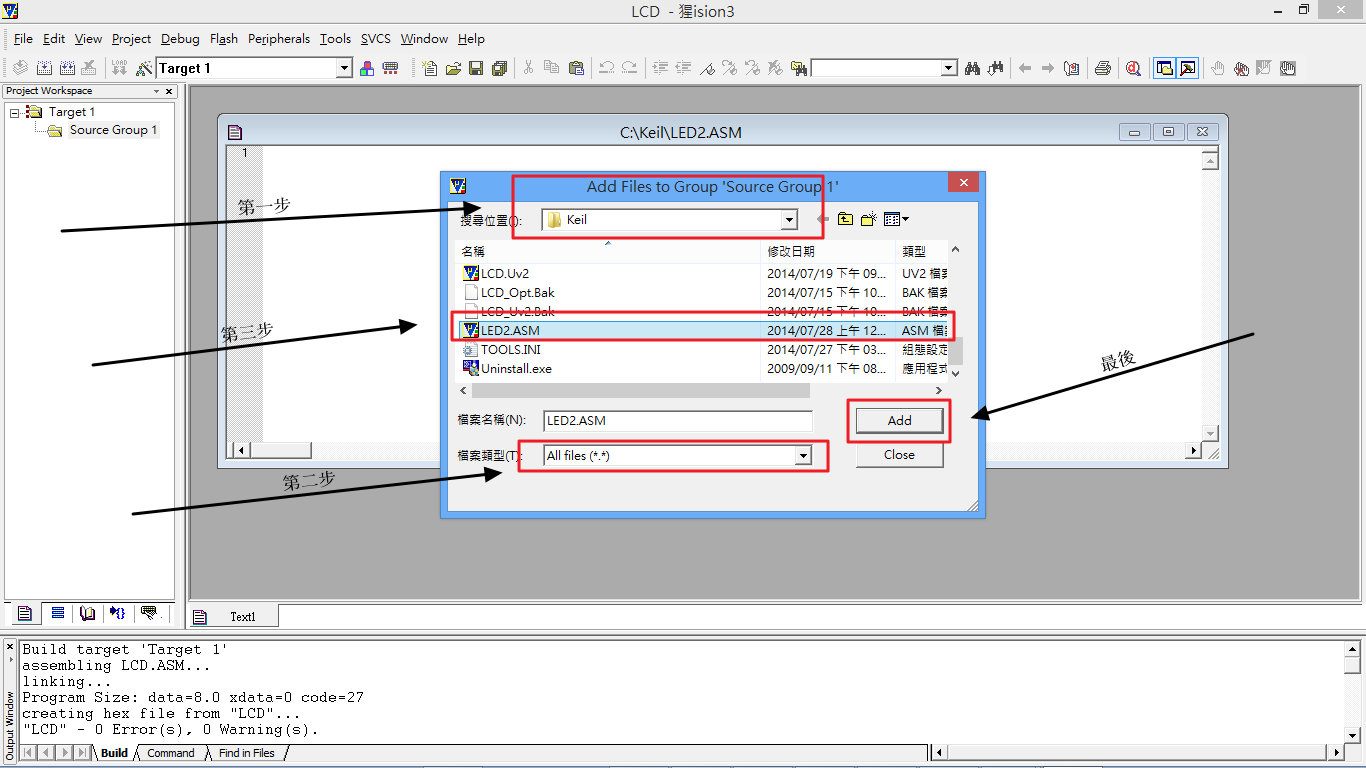 LCD - 猩ision3
File Edit View Project Debug Flash Peripherals Tools SVCS Window Help
LOAD
Target 1
Project Workspace
Target 1
Source Group 1
C:\Keil\LED2.ASM
1
Add Files to Group 'Source Group 1'
第一步
搜尋位置(I):
Keil
名稱 修改日期 類型
LCD.Uv2 2014/07/19 下午 09... UV2 檔案
LCD_Opt.Bak 2014/07/15 下午 10... BAK 檔案
LCD_Uv2.Bak 2014/07/15 下午 10... BAK 檔案
第三步
LED2.ASM 2014/07/28 上午 12... ASM 檔案
TOOLS.INI 2014/07/27 下午 03... 組態設定
Uninstall.exe 2009/09/11 下午 08... 應用程式
最後
檔案名稱(N): LED2.ASM Add
檔案類型(T): All files (*.*) Close
第二步
Text1
Build target 'Target 1'
assembling LCD.ASM...
linking...
Program Size: data=8.0 xdata=0 code=27
creating hex file from "LCD"...
"LCD" - 0 Error(s), 0 Warning(s).
Output Window
Build Command Find in Files